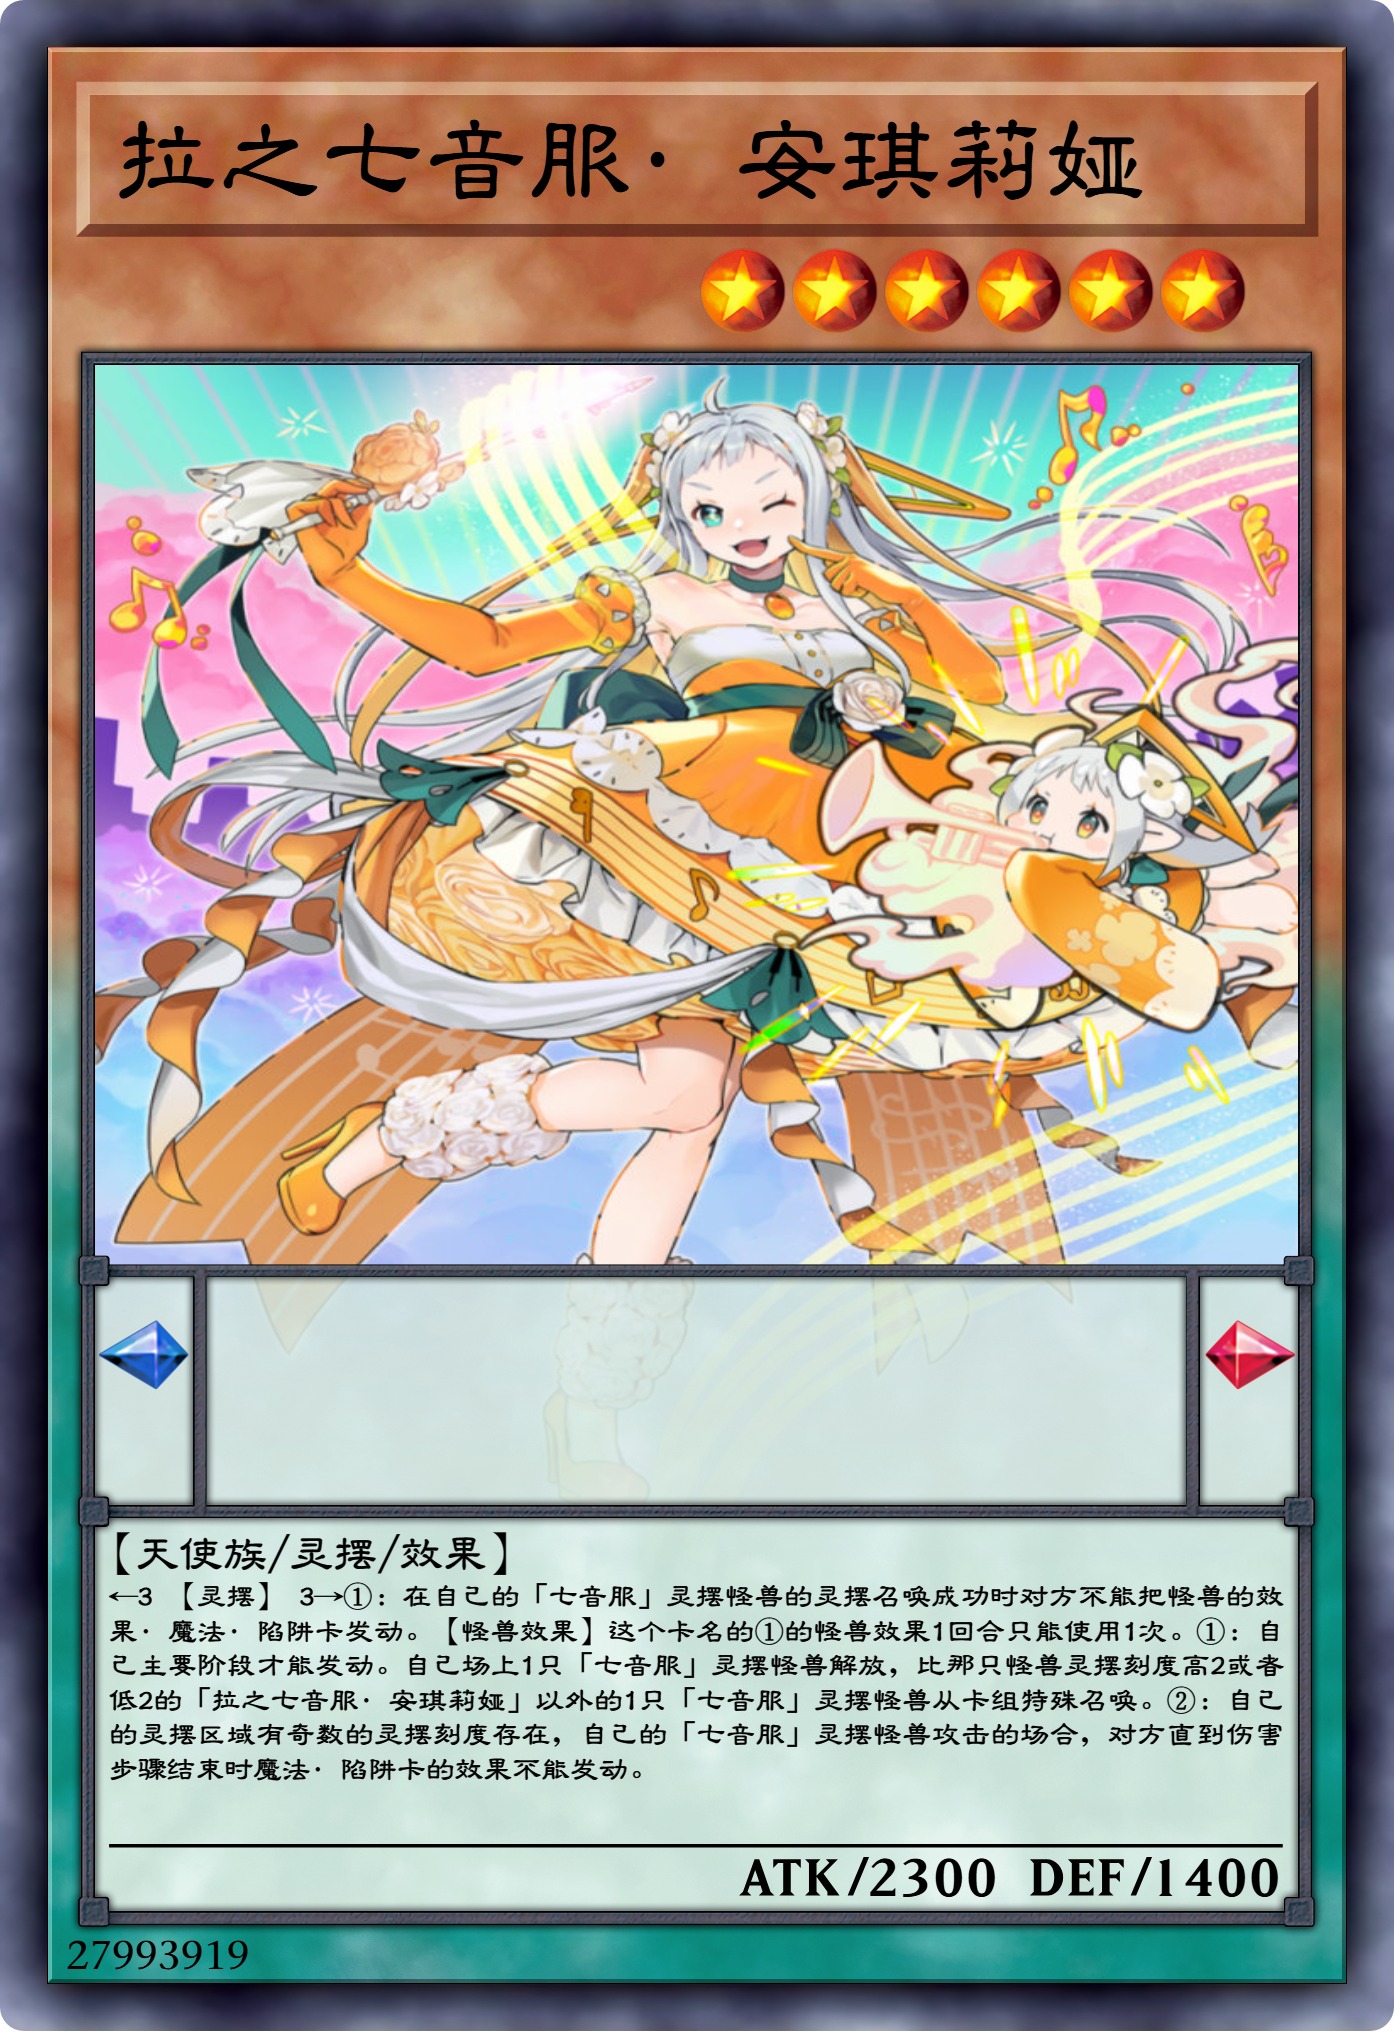 拉之七音服·安琪莉娅
【天使族/灵摆/效果】
←3 【灵摆】 3→①：在自己的「七音服」灵摆怪兽的灵摆召唤成功时对方不能把怪兽的效
果·魔法·陷阱卡发动。【怪兽效果】这个卡名的①的怪兽效果1回合只能使用1次。①：自
己主要阶段才能发动。自己场上1只「七音服」灵摆怪兽解放，比那只怪兽灵摆刻度高2或者
低2的「拉之七音服·安琪莉娅」以外的1只「七音服」灵摆怪兽从卡组特殊召唤。②：自己
的灵摆区域有奇数的灵摆刻度存在，自己的「七音服」灵摆怪兽攻击的场合，对方直到伤害
步骤结束时魔法·陷阱卡的效果不能发动。
ATK/2300 DEF/1400
27993919